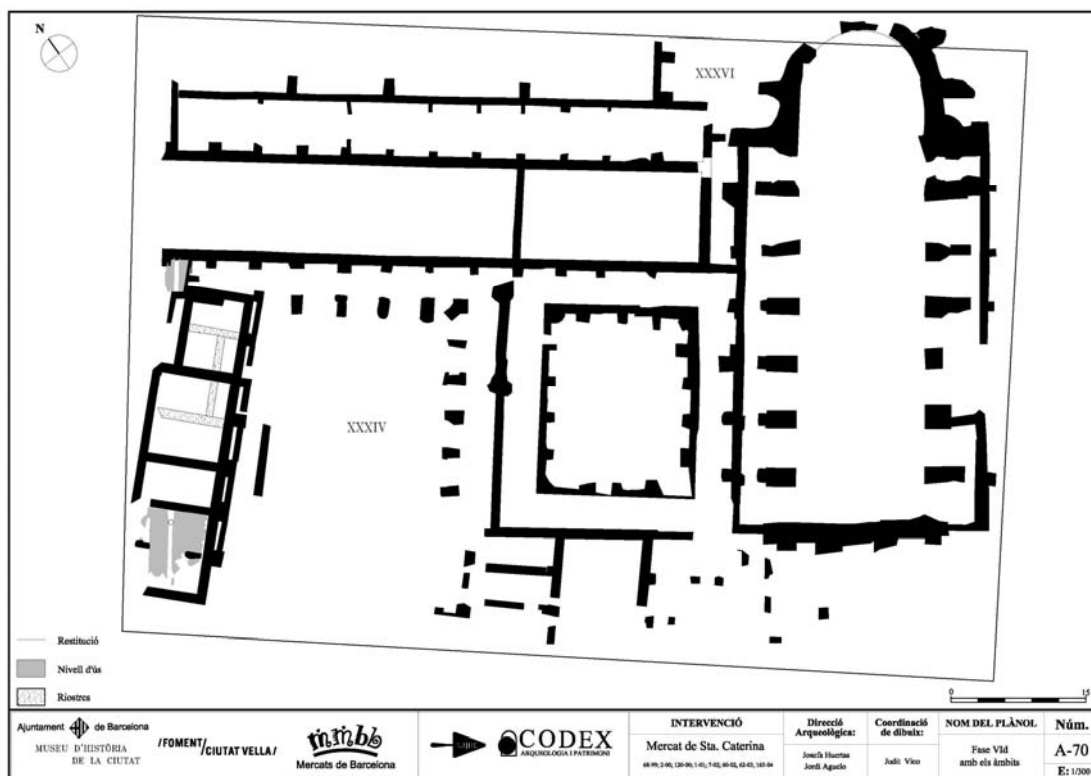 N
XXXVI
XXXIV
Restitució
Nivell d'ús
Riostres
0 15
Ajuntament de Barcelona
MUSEU D'HISTÒRIA
DE LA CIUTAT
/FOMENT/CIUTAT VELLA/
Mercats de Barcelona
CODEX
ARQUEOLOGIA I PATRIMONI
INTERVENCIÓ
Mercat de Sta. Caterina
Direcció
Arqueològica:
Josefa Huertas
Jordi Aguelo
Coordinació
de dibuix:
Judit Vico
NOM DEL PLÀNOL
Fase VId
amb els àmbits
Núm.
A-70
E: 1/300